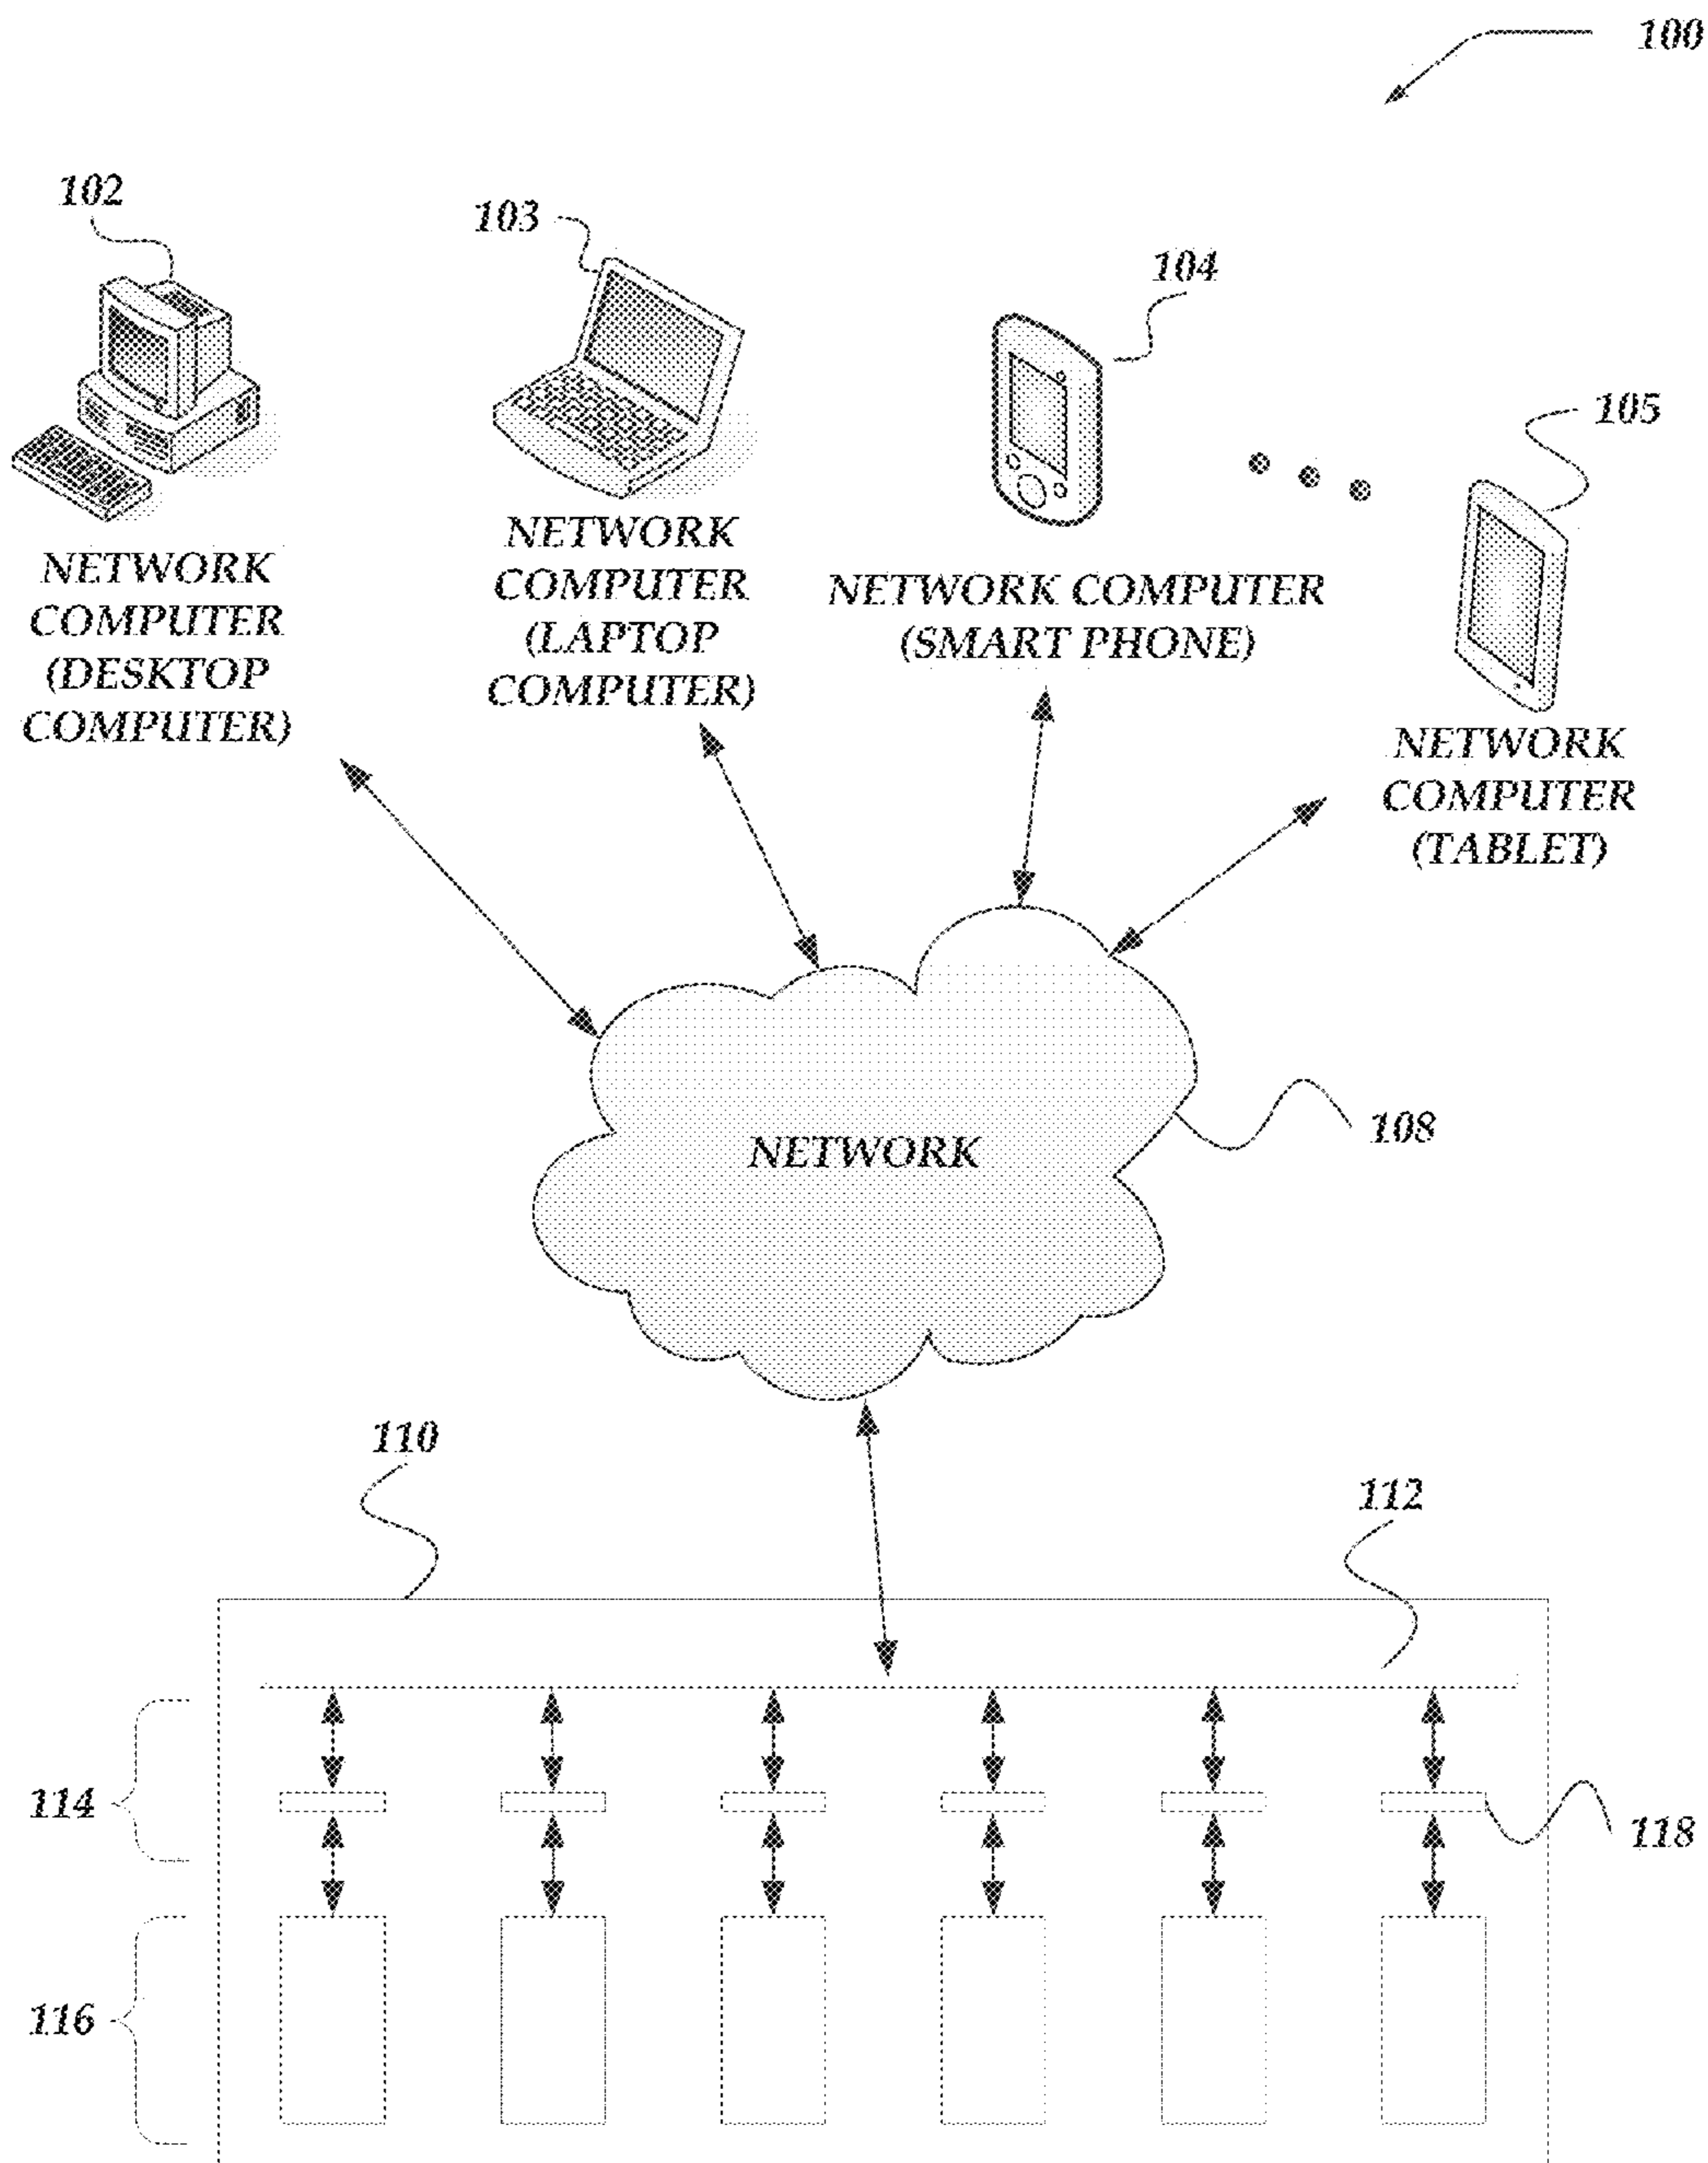 100
102
103
104
105
NETWORK
COMPUTER
(DESKTOP
COMPUTER)
NETWORK
COMPUTER
(LAPTOP
COMPUTER)
NETWORK COMPUTER
(SMART PHONE)
NETWORK
COMPUTER
(TABLET)
NETWORK
108
110
112
114
118
116